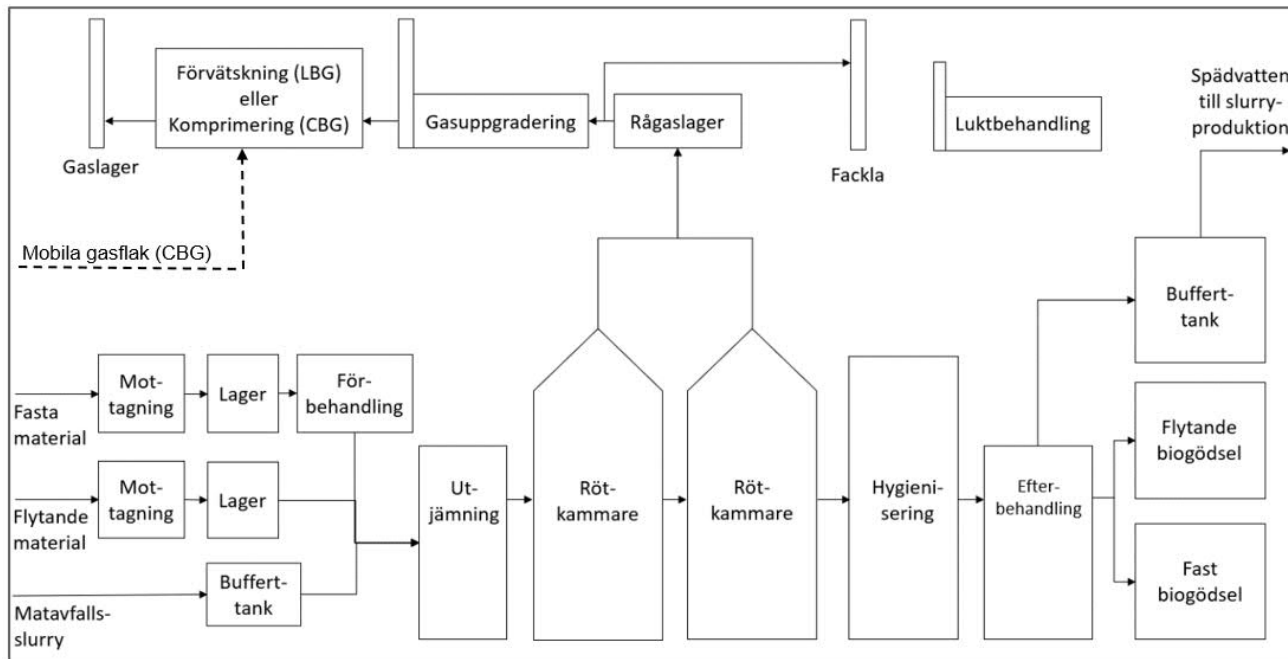 Förvätskning (LBG)
eller
Komprimering (CBG)
Gasuppgradering
Rågaslager
Luktbehandling
Spädvatten
till slurry-
produktion
Gaslager
Fackla
Mobila gasflak (CBG)
Buffert-
tank
Fasta
material
Mot-
tagning
Lager
För-
behandling
Flytande
material
Mot-
tagning
Lager
Matavfalls-
slurry
Buffert-
tank
Ut-
jämning
Röt-
kammare
Röt-
kammare
Hygieni-
sering
Efter-
behandling
Flytande
biogödsel
Fast
biogödsel